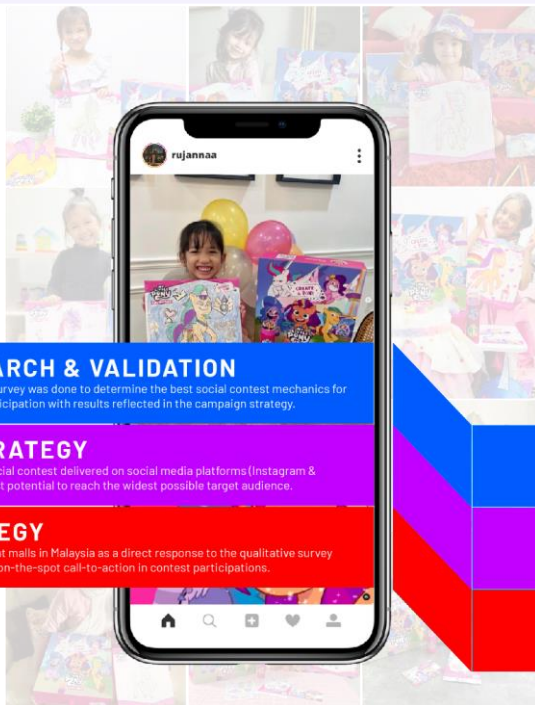 rujannaa
ARCH & VALIDATION
urvey was done to determine the best social contest mechanics for
icipation with results reflected in the campaign strategy.
RATEGY
cial contest delivered on social media platforms (Instagram &
t potential to reach the widest possible target audience.
EGY
at malls in Malaysia as a direct response to the qualitative survey
on-the-spot call-to-action in contest participations.